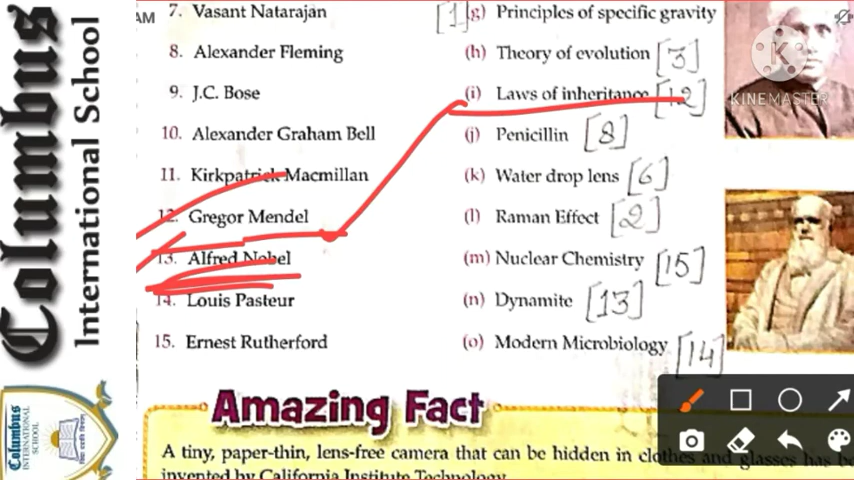 Columbus
International School
AM
7. Vasant Natarajan [1] (g) Principles of specific gravity
8. Alexander Fleming (h) Theory of evolution [3]
9. J.C. Bose (i) Laws of inheritance [12]
10. Alexander Graham Bell (j) Penicillin [8]
11. Kirkpatrick Macmillan (k) Water drop lens [6]
12. Gregor Mendel (l) Raman Effect [2]
13. Alfred Nobel (m) Nuclear Chemistry [15]
14. Louis Pasteur (n) Dynamite [13]
15. Ernest Rutherford (o) Modern Microbiology [14]
Amazing Fact
A tiny, paper-thin, lens-free camera that can be hidden in clothes and glasses has be
invented by California Institute Technology
KINEMASTER
Columbus
INTERNATIONAL
SCHOOL